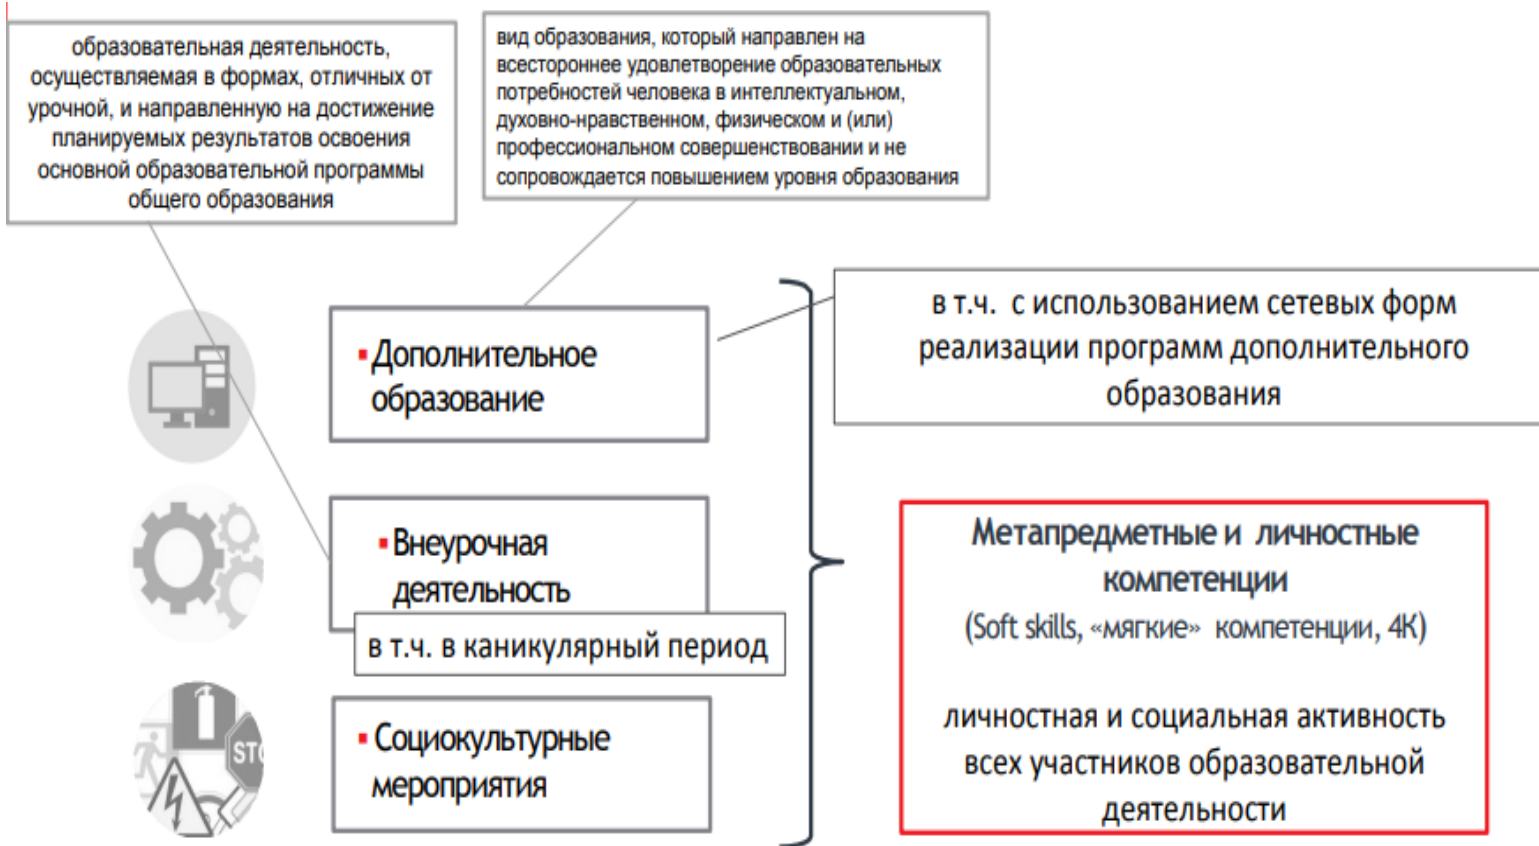 образовательная деятельность,
осуществляемая в формах, отличных от
урочной, и направленную на достижение
планируемых результатов освоения
основной образовательной программы
общего образования
вид образования, который направлен на
всестороннее удовлетворение образовательных
потребностей человека в интеллектуальном,
духовно-нравственном, физическом и (или)
профессиональном совершенствовании и не
сопровождается повышением уровня образования
▪ Дополнительное
образование
в т.ч. с использованием сетевых форм
реализации программ дополнительного
образования
▪ Внеурочная
деятельность
в т.ч. в каникулярный период
▪ Социокультурные
мероприятия
Метапредметные и личностные
компетенции
(Soft skills, «мягкие» компетенции, 4К)
личностная и социальная активность
всех участников образовательной
деятельности